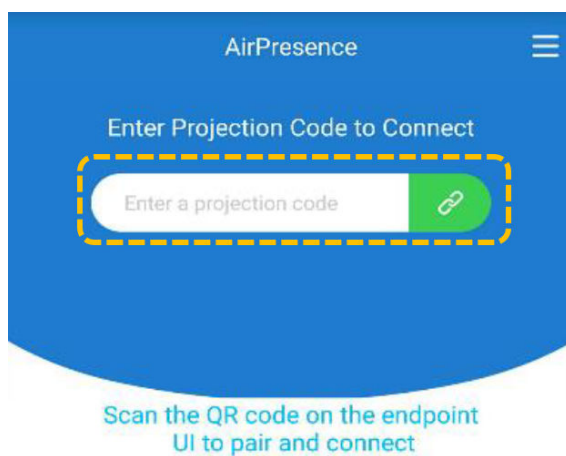 AirPresence
Enter Projection Code to Connect
Enter a projection code
Scan the QR code on the endpoint
UI to pair and connect